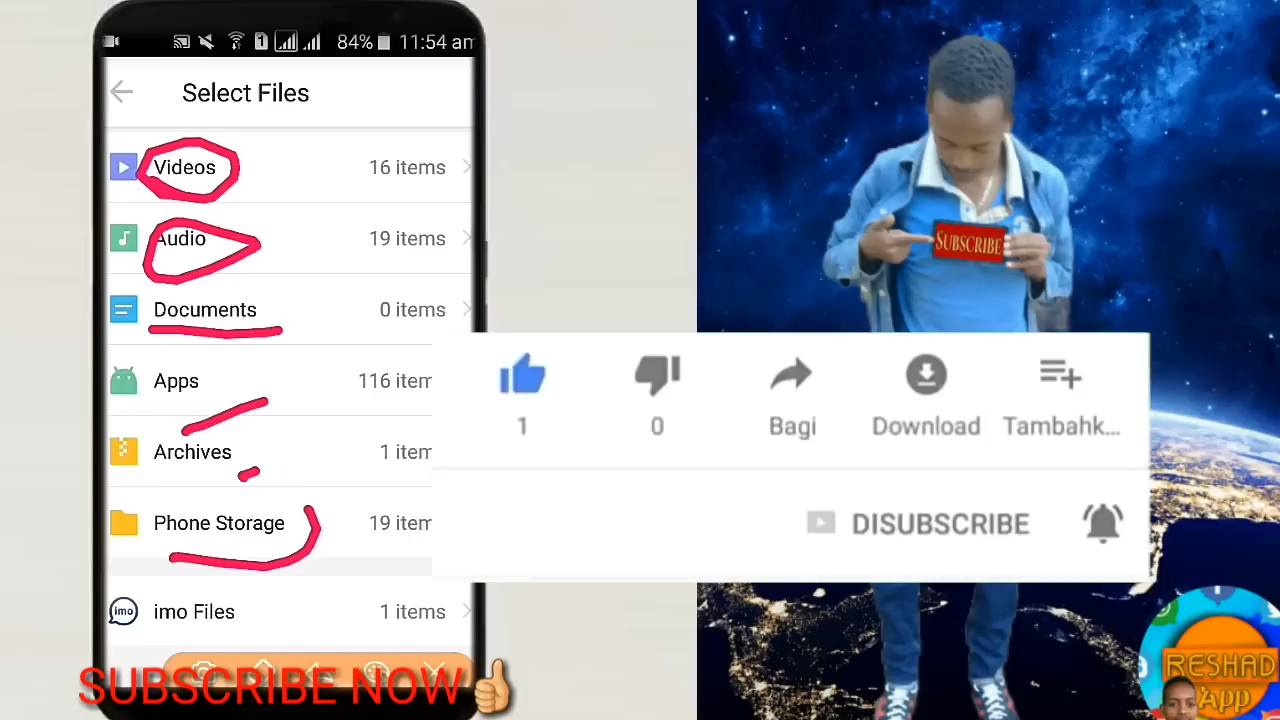 1 84% 11:54 am
Select Files
Videos 16 items
Audio 19 items
Documents 0 items
Apps 116 item
Archives 1 item
Phone Storage 19 item
imo imo Files 1 items
SUBSCRIBE NOW
SUBSCRIBE
1 0 Bagi Download Tambahk...
DISUBSCRIBE
RESHAD
App